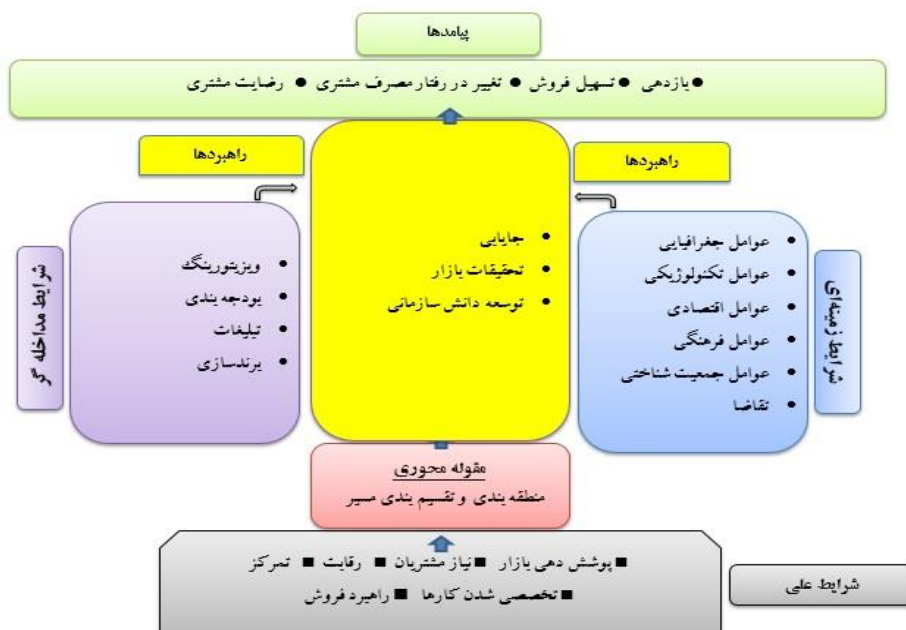 پیامدها
● بازدهی ● تسهیل فروش ● تغییر در رفتار مصرف مشتری ● رضایت مشتری
راهبردها
راهبردها
شرایط زمینه‌ای
● عوامل جغرافیایی
● عوامل تکنولوژیکی
● عوامل اقتصادی
● عوامل فرهنگی
● عوامل جمعیت شناختی
● تقاضا
● جایابی
● تحقیقات بازار
● توسعه دانش سازمانی
● ویزیتورینگ
● بودجه بندی
● تبلیغات
● برندسازی
شرایط مداخله گر
مقوله محوری
منطقه بندی و تقسیم بندی مسیر
■ پوشش دهی بازار ■ نیاز مشتریان ■ رقابت ■ تمرکز
■ تخصصی شدن کارها ■ راهبرد فروش
شرایط علی